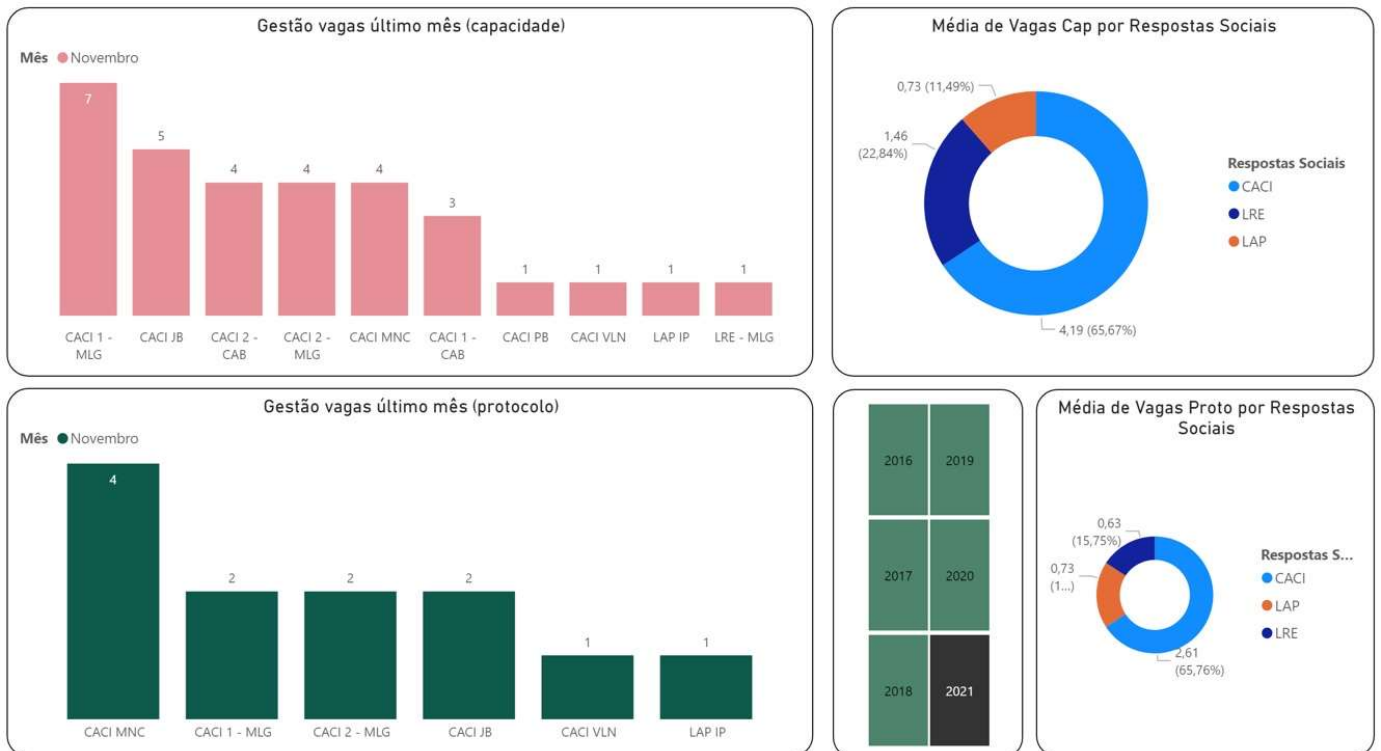 Gestão vagas último mês (capacidade)
Mês Novembro
7
5
4
4
4
3
1
1
1
1
CACI 1 -
MLG
CACI JB
CACI 2 -
CAB
CACI 2 -
MLG
CACI MNC
CACI 1 -
CAB
CACI PB
CACI VLN
LAP IP
LRE - MLG
Média de Vagas Cap por Respostas Sociais
0,73 (11,49%)
1,46
(22,84%)
4,19 (65,67%)
Respostas Sociais
CACI
LRE
LAP
Gestão vagas último mês (protocolo)
Mês Novembro
4
2
2
2
1
1
CACI MNC
CACI 1 - MLG
CACI 2 - MLG
CACI JB
CACI VLN
LAP IP
2016 2019
2017 2020
2018 2021
Média de Vagas Proto por Respostas
Sociais
0,63
(15,75%)
0,73
(1...)
2,61
(65,76%)
Respostas S...
CACI
LAP
LRE